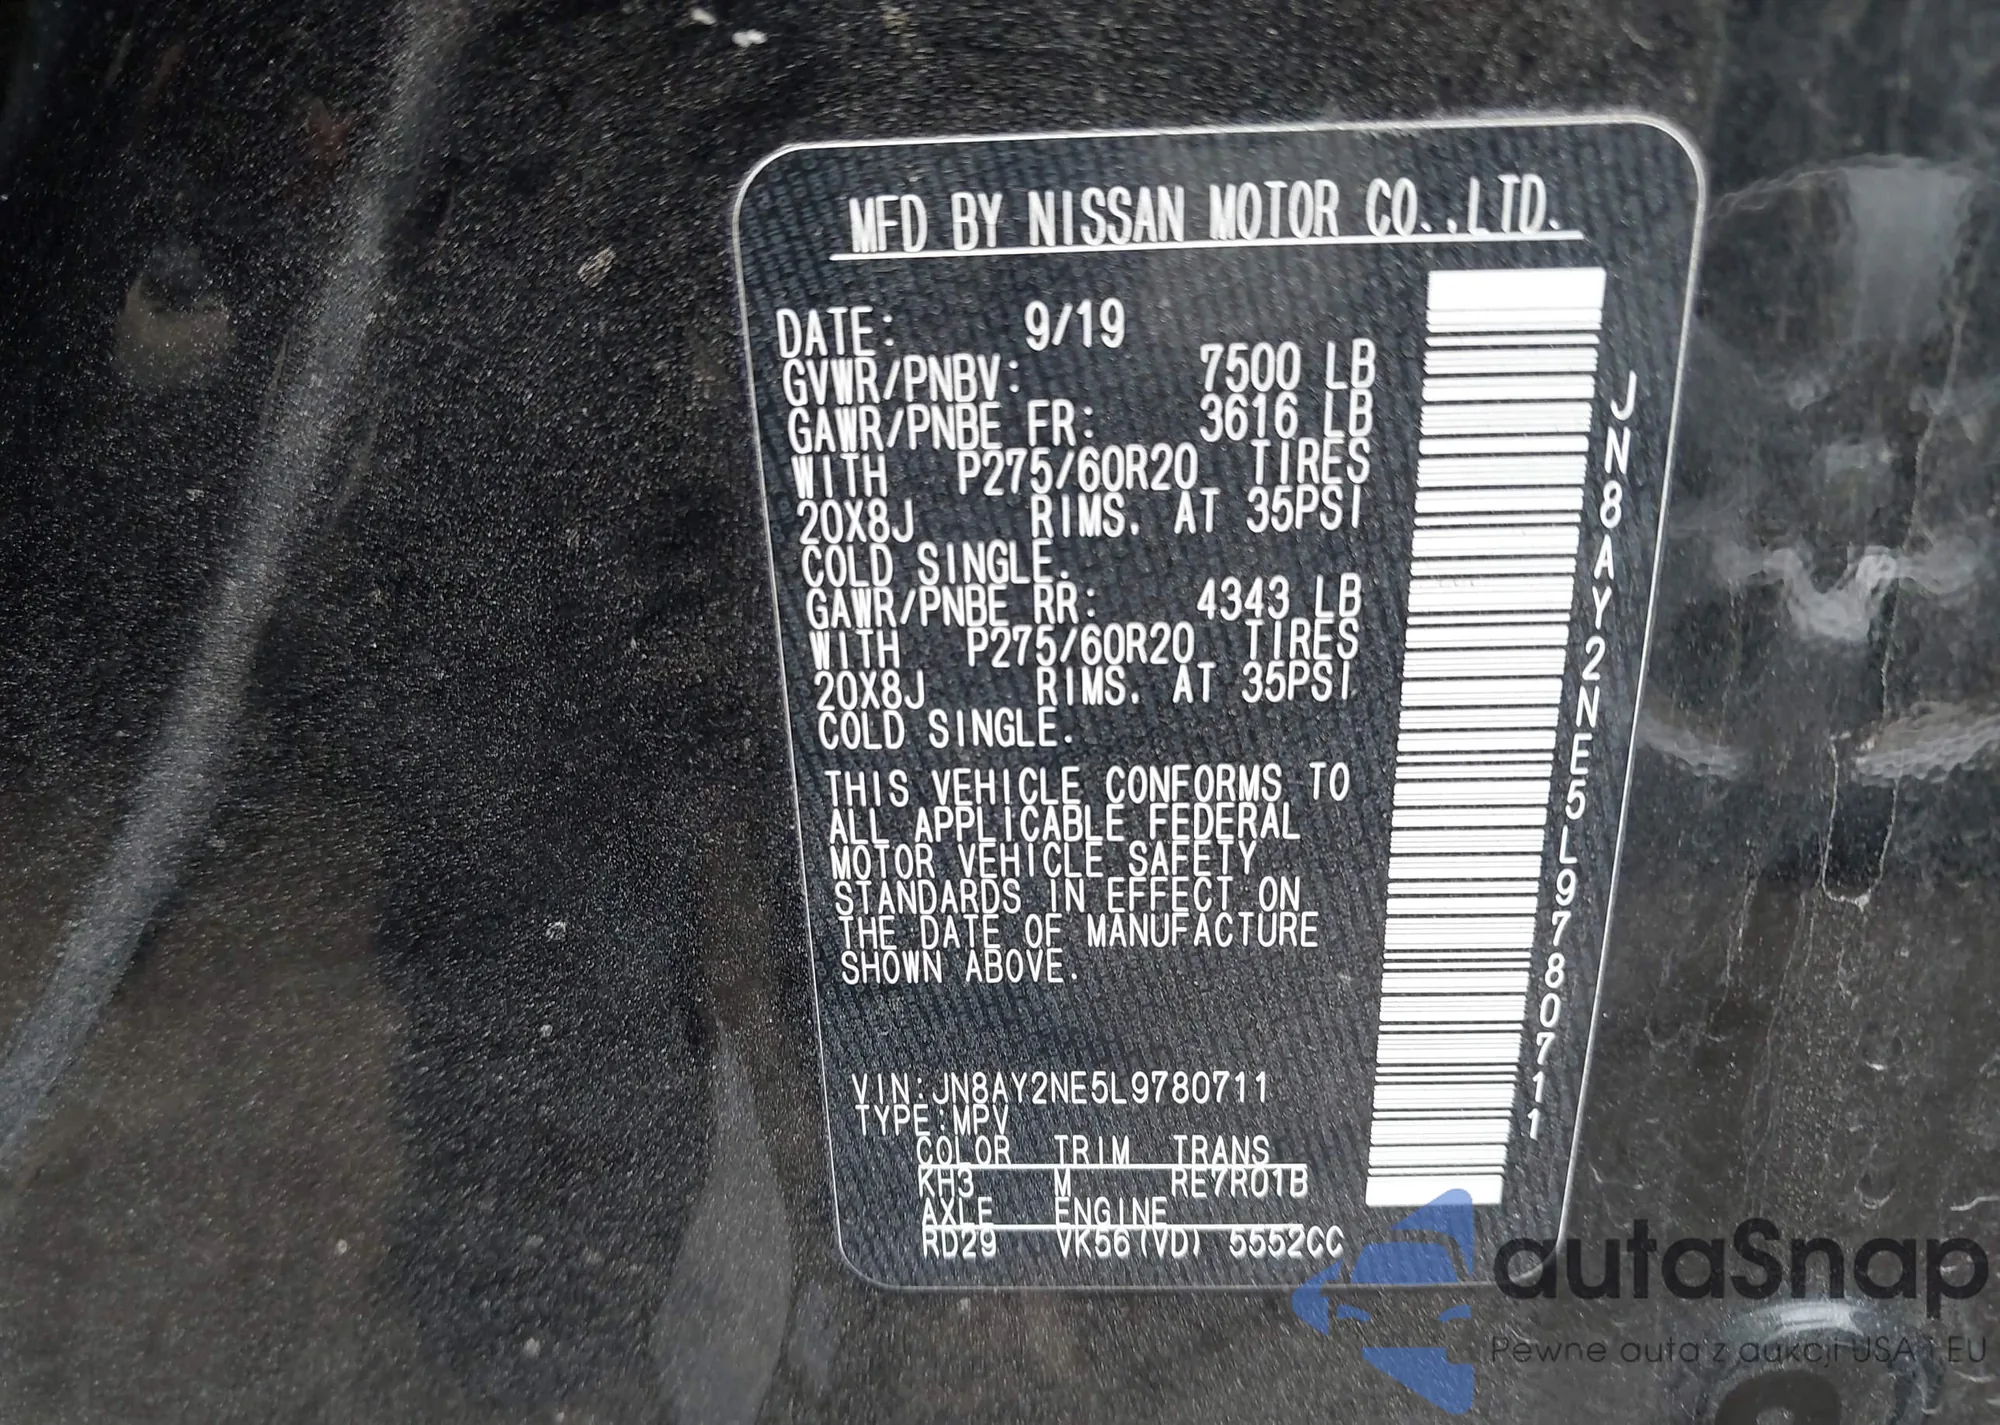 MFD BY NISSAN MOTOR CO.,LTD.
DATE: 9/19
GVWR/PNBV: 7500 LB
GAWR/PNBE FR: 3616 LB
WITH P275/60R20 TIRES
20X8J RIMS. AT 35PSI
COLD SINGLE.
GAWR/PNBE RR: 4343 LB
WITH P275/60R20 TIRES
20X8J RIMS. AT 35PSI
COLD SINGLE.
THIS VEHICLE CONFORMS TO
ALL APPLICABLE FEDERAL
MOTOR VEHICLE SAFETY
STANDARDS IN EFFECT ON
THE DATE OF MANUFACTURE
SHOWN ABOVE.
VIN:JN8AY2NE5L9780711
TYPE:MPV
COLOR TRIM TRANS
KH3 M RE7R01B
AXLE ENGINE
RD29 VK56(VD) 5552CC
JN8AY2NE5L9780711
autaSnap
Pewne auta z aukcji USA i EU